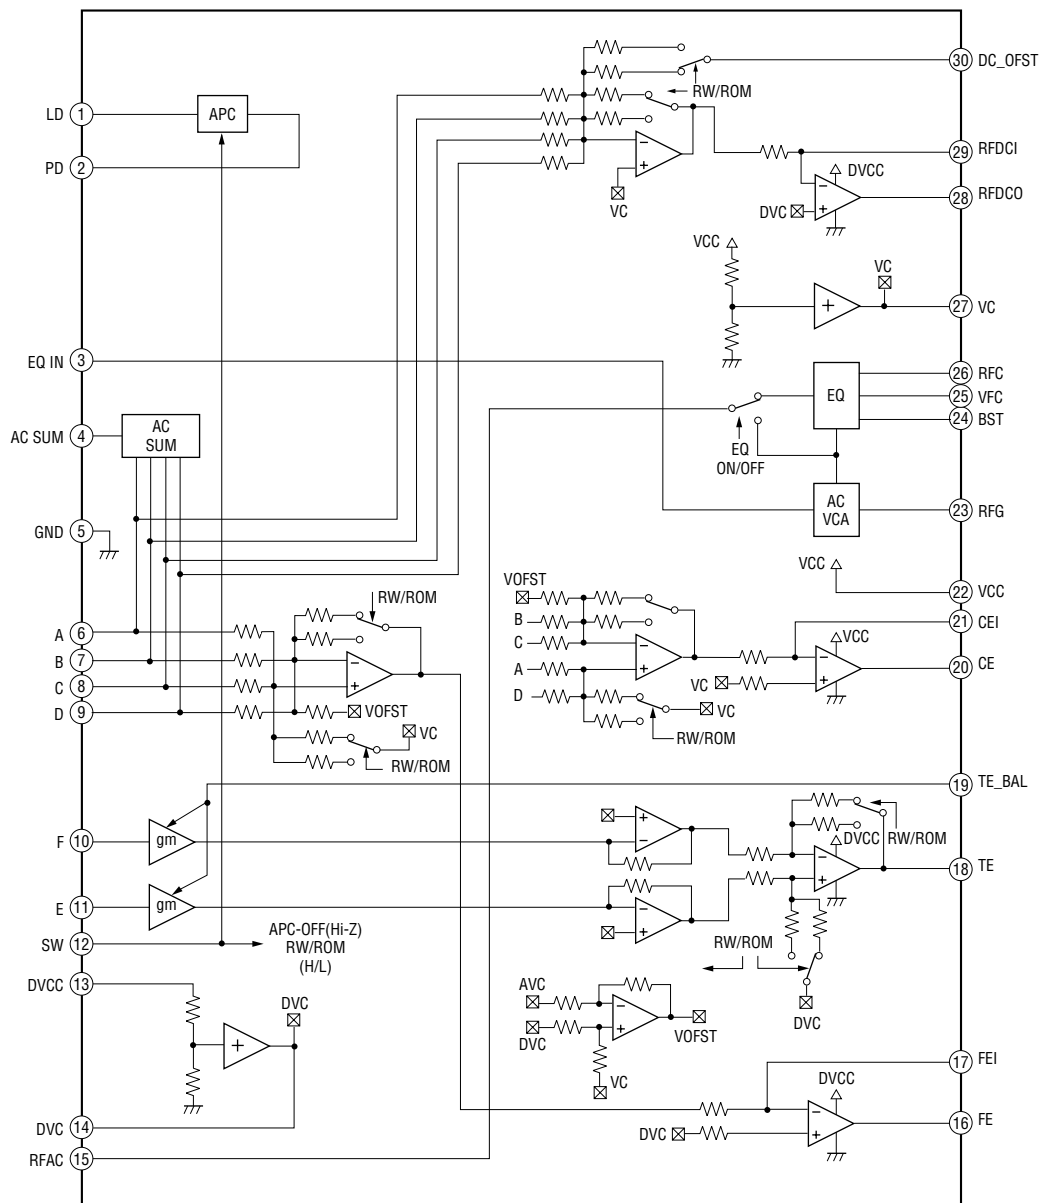 30 DC_OFST
RW/ROM
LD 1
APC
PD 2
−
+
VC
29 RFDCI
DVCC
−
DVC
+
28 RFDCO
VCC
VC
+
27 VC
EQ IN 3
EQ
26 RFC
25 VFC
24 BST
AC SUM 4
AC
SUM
EQ
ON/OFF
AC
VCA
23 RFG
GND 5
VCC
22 VCC
VOFST
RW/ROM
B
C
A
D
−
+
VC
RW/ROM
21 CEI
VCC
−
VC
+
20 CE
A 6
B 7
C 8
D 9
−
+
VOFST
VC
RW/ROM
19 TE_BAL
F 10
gm
E 11
gm
+
−
−
+
RW/ROM
DVCC
−
+
18 TE
SW 12
APC-OFF(Hi-Z)
RW/ROM
(H/L)
RW/ROM
DVC
DVCC 13
DVC
+
AVC
DVC
−
+
VOFST
VC
17 FEI
DVCC
−
DVC
+
16 FE
DVC 14
RFAC 15